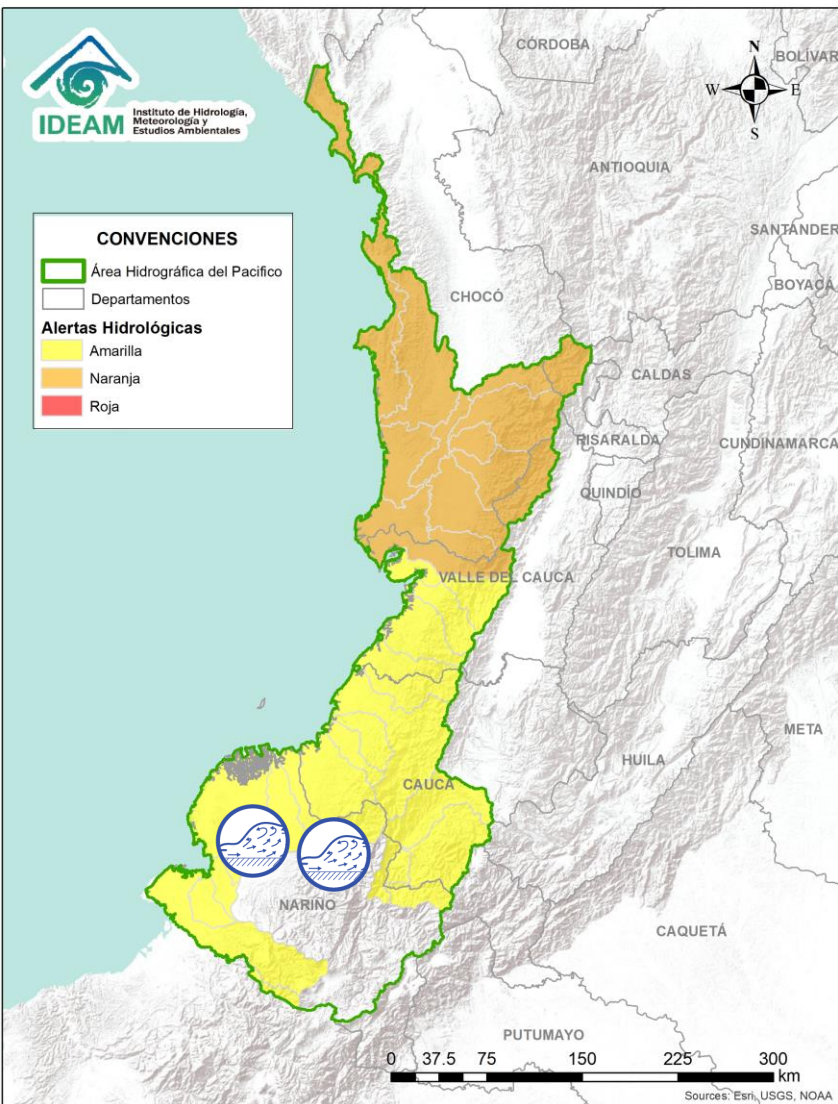 IDEAM
Instituto de Hidrología,
Meteorología y
Estudios Ambientales
CÓRDOBA
BOLÍVAR
N
W
E
S
ANTIOQUIA
SANTANDER
BOYACÁ
CONVENCIONES
Área Hidrográfica del Pacifico
Departamentos
Alertas Hidrológicas
Amarilla
Naranja
Roja
CHOCÓ
CALDAS
RISARALDA
CUNDINAMARCA
QUINDÍO
TOLIMA
VALLE DEL CAUCA
META
HUILA
CAUCA
NARIÑO
CAQUETÁ
PUTUMAYO
0 37.5 75 150 225 300
km
Sources: Esri, USGS, NOAA